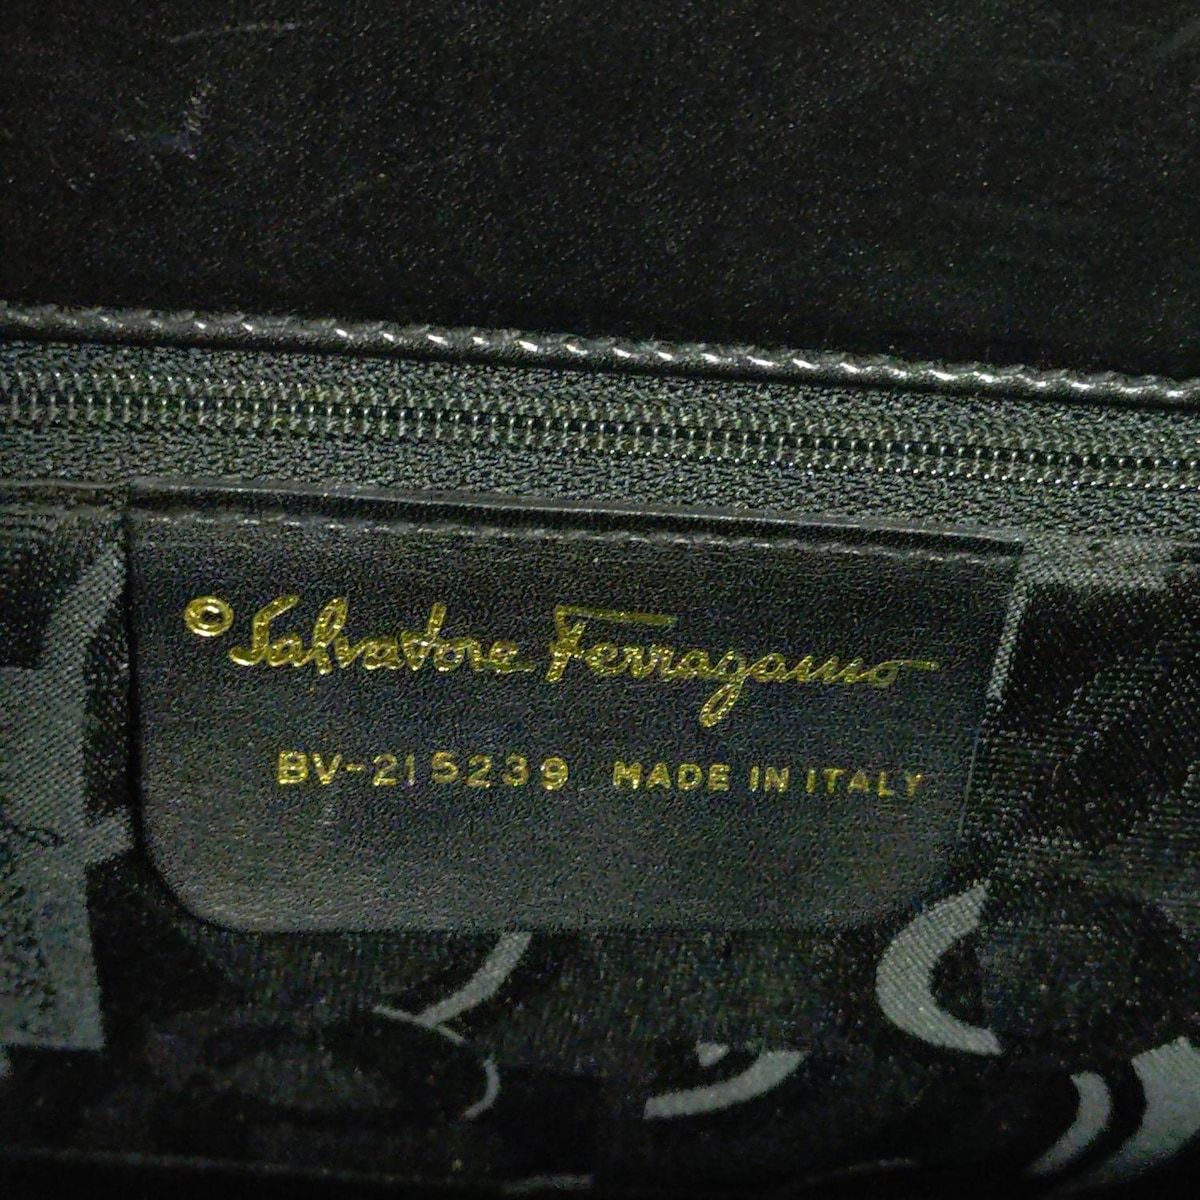 © Salvatore Ferragamo
BV-215239 MADE IN ITALY